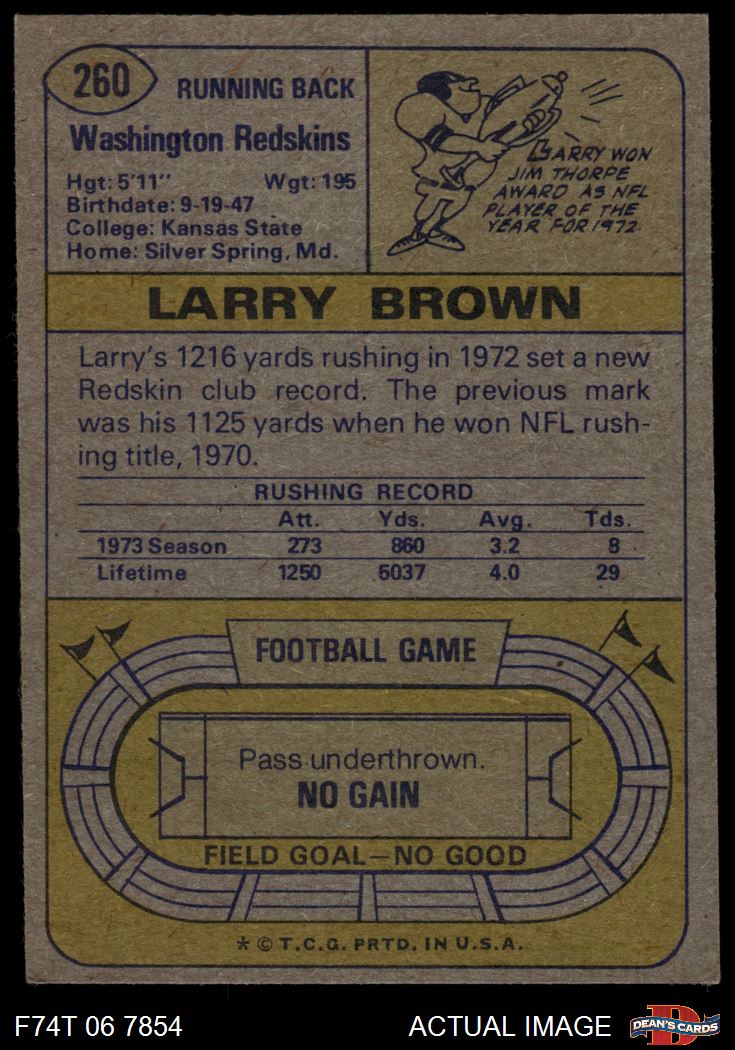 260
RUNNING BACK
Washington Redskins
Hgt: 5'11" Wgt: 195
Birthdate: 9-19-47
College: Kansas State
Home: Silver Spring, Md.
LARRY WON
JIM THORPE
AWARD AS NFL
PLAYER OF THE
YEAR FOR 1972.
LARRY BROWN
Larry's 1216 yards rushing in 1972 set a new
Redskin club record. The previous mark
was his 1125 yards when he won NFL rush-
ing title, 1970.
RUSHING RECORD
Att. Yds. Avg. Tds.
1973 Season 273 860 3.2 8
Lifetime 1250 5037 4.0 29
FOOTBALL GAME
Pass underthrown.
NO GAIN
FIELD GOAL—NO GOOD
* © T.C.G. PRTD. IN U.S.A.
F74T 06 7854 ACTUAL IMAGE
D
DEAN'S CARDS